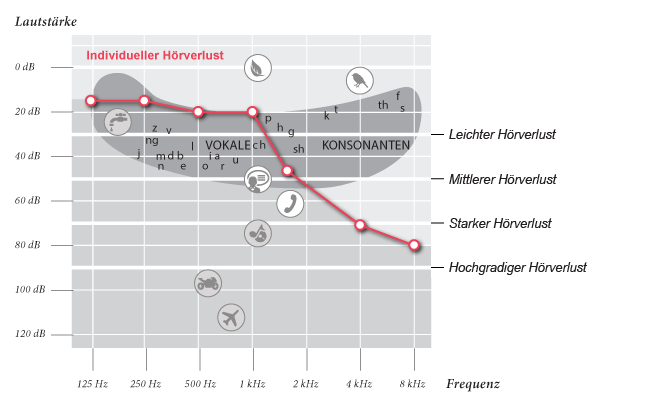 Lautstärke
Individueller Hörverlust
0 dB
20 dB
40 dB
60 dB
80 dB
100 dB
120 dB
f
th s
k t
p
h g
z v
ng
l VOKALE ch sh KONSONANTEN
j mdb i a u
n e o r
Leichter Hörverlust
Mittlerer Hörverlust
Starker Hörverlust
Hochgradiger Hörverlust
125 Hz 250 Hz 500 Hz 1 kHz 2 kHz 4 kHz 8 kHz Frequenz